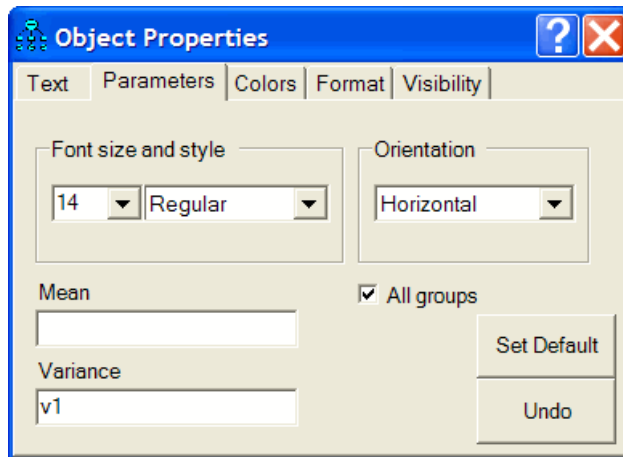 Object Properties
Text Parameters Colors Format Visibility
Font size and style
Orientation
14 Regular
Horizontal
Mean
All groups
Variance
v1
Set Default
Undo